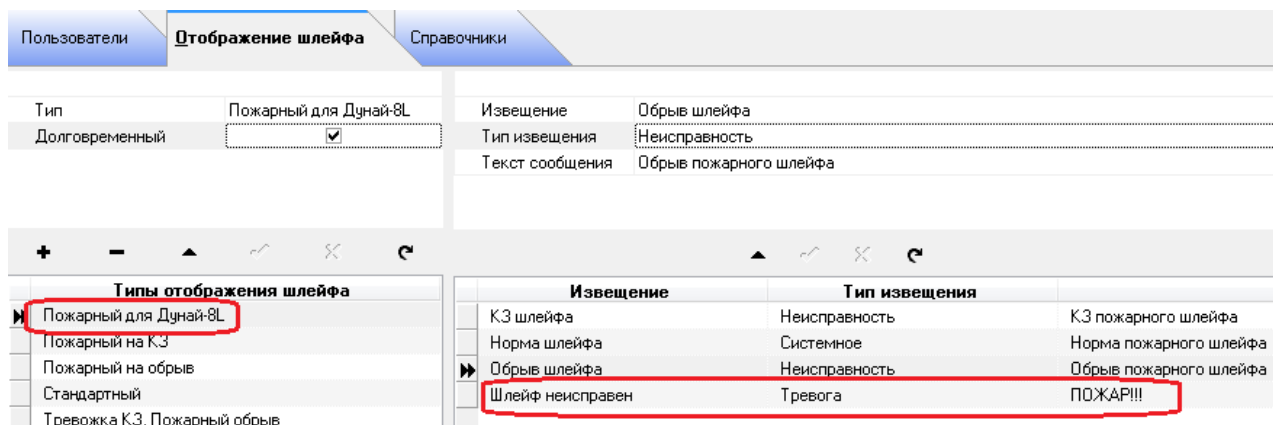 Пользователи Отображение шлейфа Справочники
Тип Пожарный для Дунай-8L
Долговременный
Извещение Обрыв шлейфа
Тип извещения Неисправность
Текст сообщения Обрыв пожарного шлейфа
Типы отображения шлейфа
Пожарный для Дунай-8L
Пожарный на КЗ
Пожарный на обрыв
Стандартный
Тревожка КЗ, Пожарный обрыв
Извещение Тип извещения
КЗ шлейфа Неисправность КЗ пожарного шлейфа
Норма шлейфа Системное Норма пожарного шлейфа
Обрыв шлейфа Неисправность Обрыв пожарного шлейфа
Шлейф неисправен Тревога ПОЖАР!!!